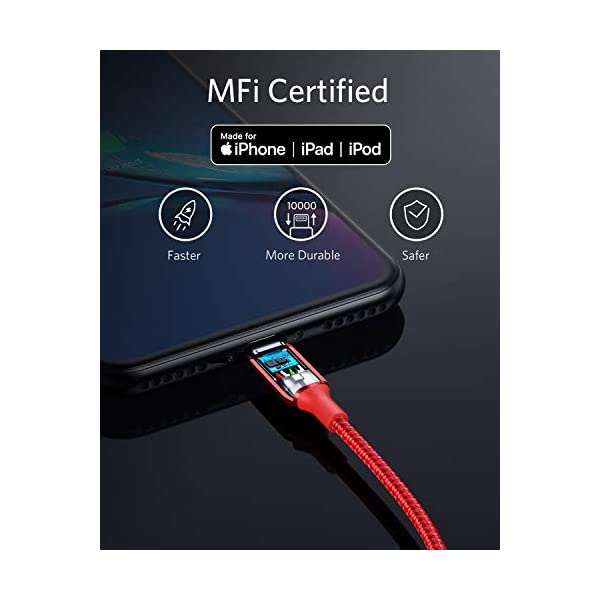 MFi Certified
Made for
iPhone | iPad | iPod
10000
Faster
More Durable
Safer